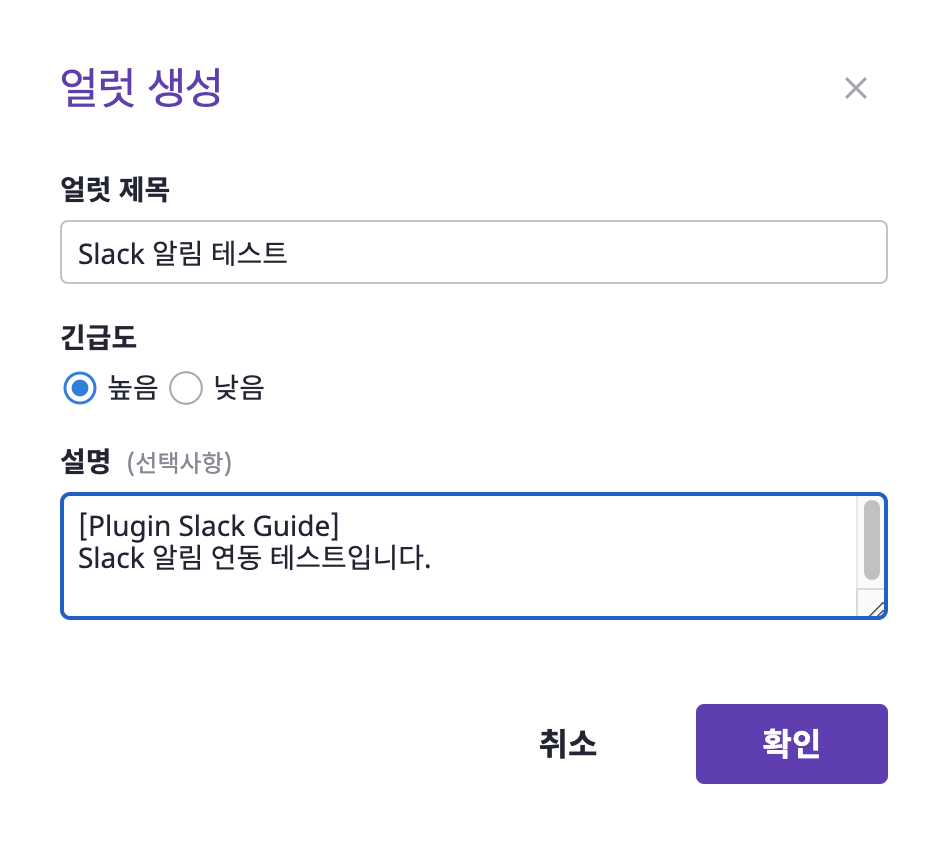 얼럿 생성
얼럿 제목
Slack 알림 테스트
긴급도
높음 낮음
설명 (선택사항)
[Plugin Slack Guide]
Slack 알림 연동 테스트입니다.
취소 확인